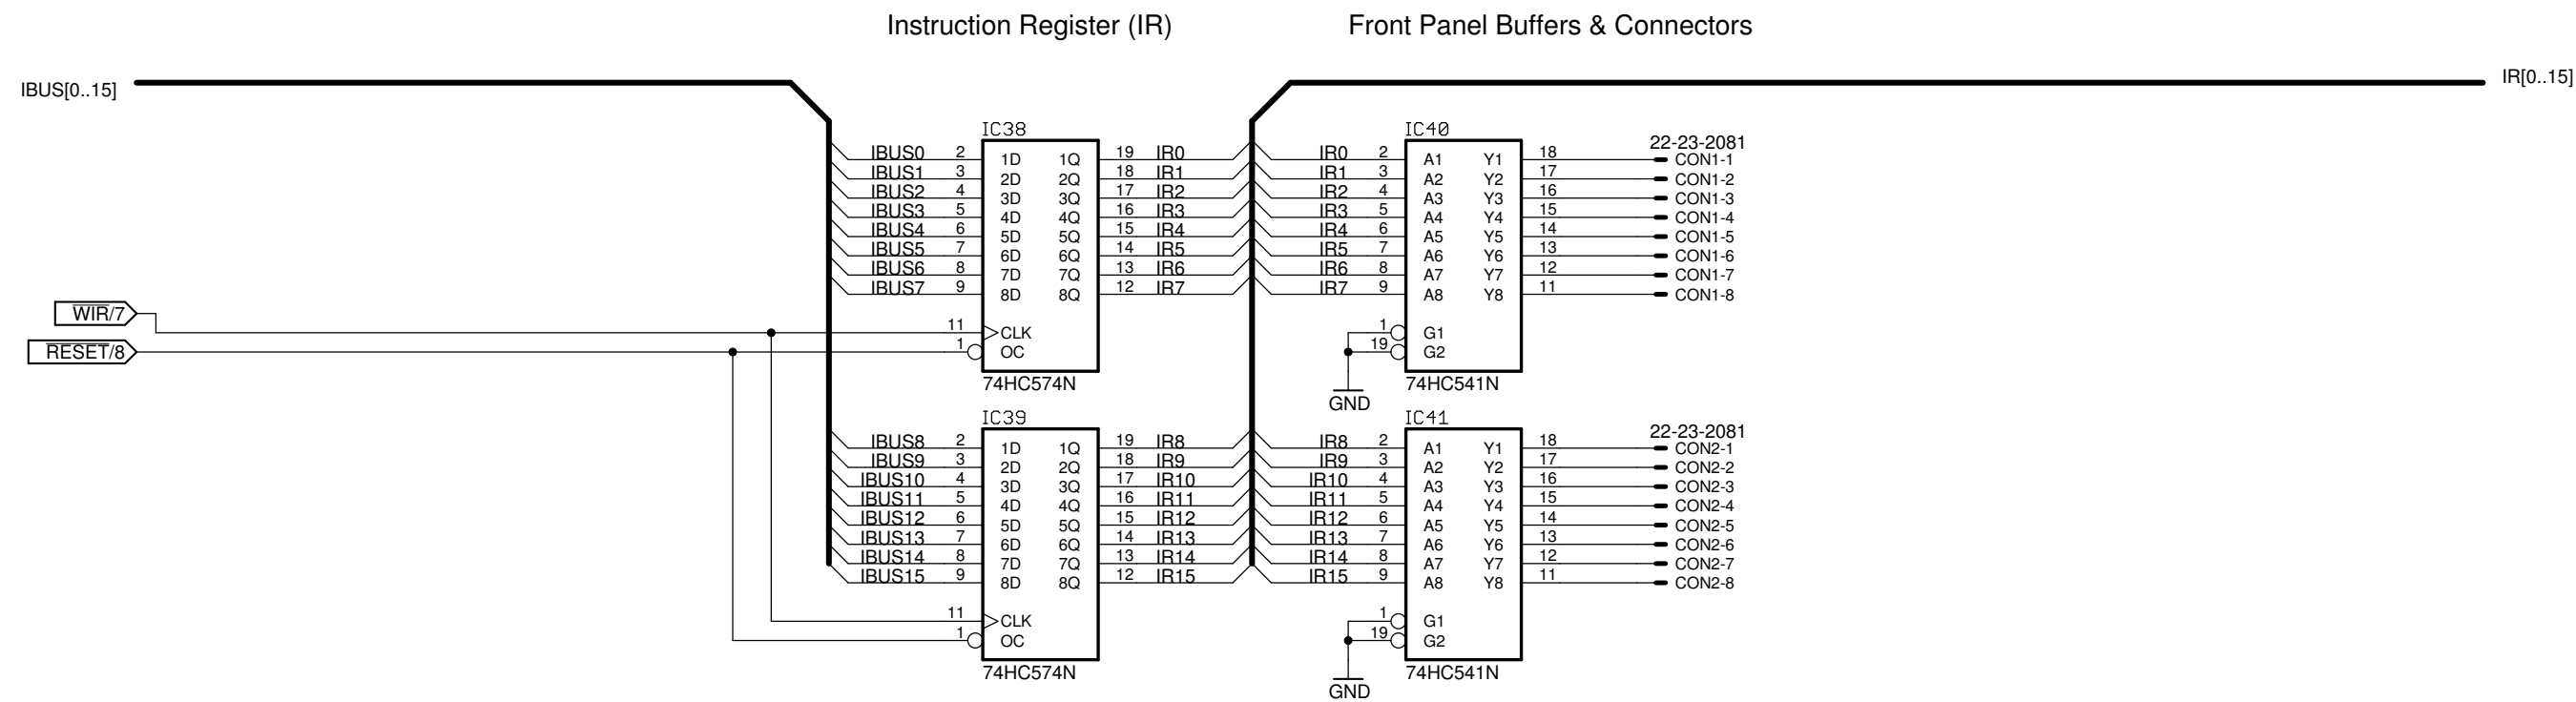 Instruction Register (IR) Front Panel Buffers & Connectors
IBUS[0..15] IR[0..15]
IC38 IC40
22-23-2081
IBUS0 2 1D 1Q 19 IR0 IR0 2 A1 Y1 18 CON1-1
IBUS1 3 2D 2Q 18 IR1 IR1 3 A2 Y2 17 CON1-2
IBUS2 4 3D 3Q 17 IR2 IR2 4 A3 Y3 16 CON1-3
IBUS3 5 4D 4Q 16 IR3 IR3 5 A4 Y4 15 CON1-4
IBUS4 6 5D 5Q 15 IR4 IR4 6 A5 Y5 14 CON1-5
IBUS5 7 6D 6Q 14 IR5 IR5 7 A6 Y6 13 CON1-6
IBUS6 8 7D 7Q 13 IR6 IR6 8 A7 Y7 12 CON1-7
IBUS7 9 8D 8Q 12 IR7 IR7 9 A8 Y8 11 CON1-8
WIR/7
11 CLK 1 G1
RESET/8 1 OC 19 G2
74HC574N 74HC541N
GND
IC39 IC41
22-23-2081
IBUS8 2 1D 1Q 19 IR8 IR8 2 A1 Y1 18 CON2-1
IBUS9 3 2D 2Q 18 IR9 IR9 3 A2 Y2 17 CON2-2
IBUS10 4 3D 3Q 17 IR10 IR10 4 A3 Y3 16 CON2-3
IBUS11 5 4D 4Q 16 IR11 IR11 5 A4 Y4 15 CON2-4
IBUS12 6 5D 5Q 15 IR12 IR12 6 A5 Y5 14 CON2-5
IBUS13 7 6D 6Q 14 IR13 IR13 7 A6 Y6 13 CON2-6
IBUS14 8 7D 7Q 13 IR14 IR14 8 A7 Y7 12 CON2-7
IBUS15 9 8D 8Q 12 IR15 IR15 9 A8 Y8 11 CON2-8
11 CLK 1 G1
1 OC 19 G2
74HC574N 74HC541N
GND